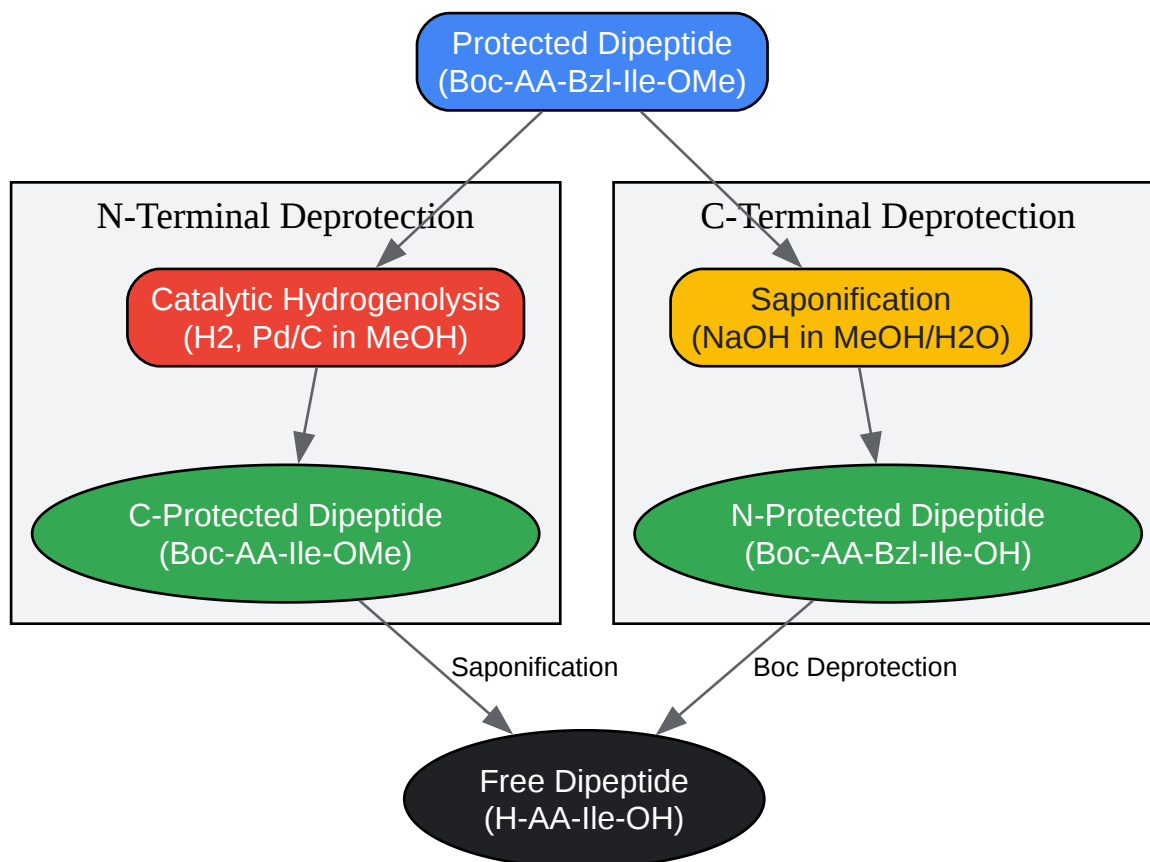 Protected Dipeptide
(Boc-AA-Bzl-Ile-OMe)
N-Terminal Deprotection
C-Terminal Deprotection
Catalytic Hydrogenolysis
(H2, Pd/C in MeOH)
Saponification
(NaOH in MeOH/H2O)
C-Protected Dipeptide
(Boc-AA-Ile-OMe)
N-Protected Dipeptide
(Boc-AA-Bzl-Ile-OH)
Saponification
Boc Deprotection
Free Dipeptide
(H-AA-Ile-OH)